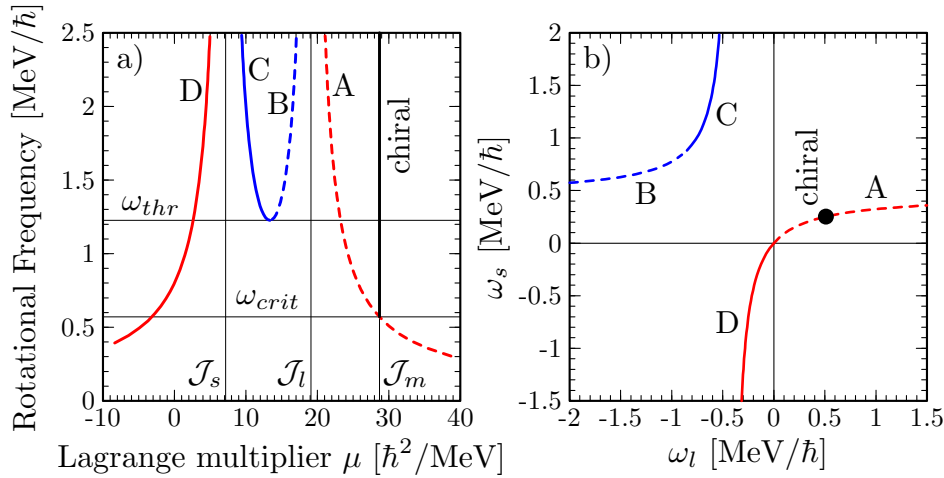 a)
Rotational Frequency [MeV/ħ]
2.5
2
1.5
1
0.5
0
D
C
B
A
chiral
ω_thr
ω_crit
𝒥_s
𝒥_l
𝒥_m
-10 0 10 20 30 40
Lagrange multiplier μ [ħ²/MeV]
b)
ω_s [MeV/ħ]
2
1.5
1
0.5
0
-0.5
-1
-1.5
C
B
chiral
A
D
-2 -1.5 -1 -0.5 0 0.5 1 1.5
ω_l [MeV/ħ]